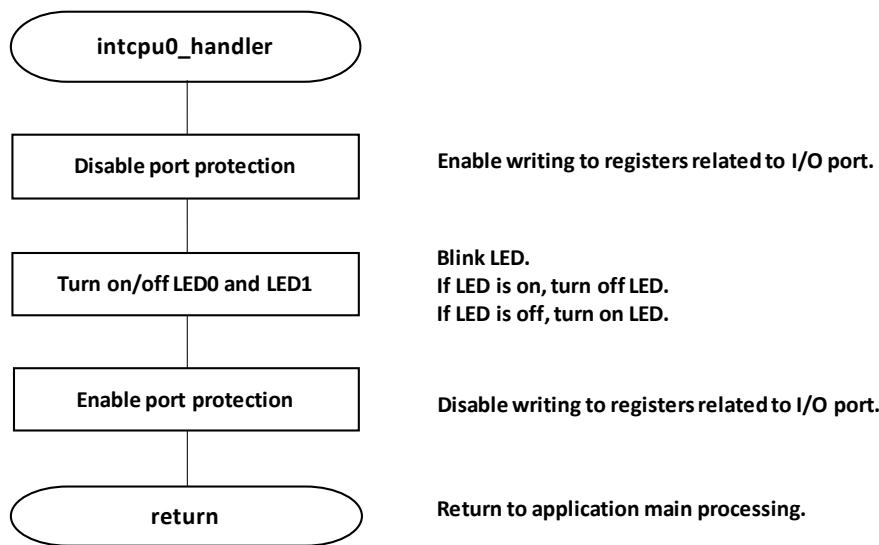 intcpu0_handler
Disable port protection
Enable writing to registers related to I/O port.
Turn on/off LED0 and LED1
Blink LED.
If LED is on, turn off LED.
If LED is off, turn on LED.
Enable port protection
Disable writing to registers related to I/O port.
return
Return to application main processing.